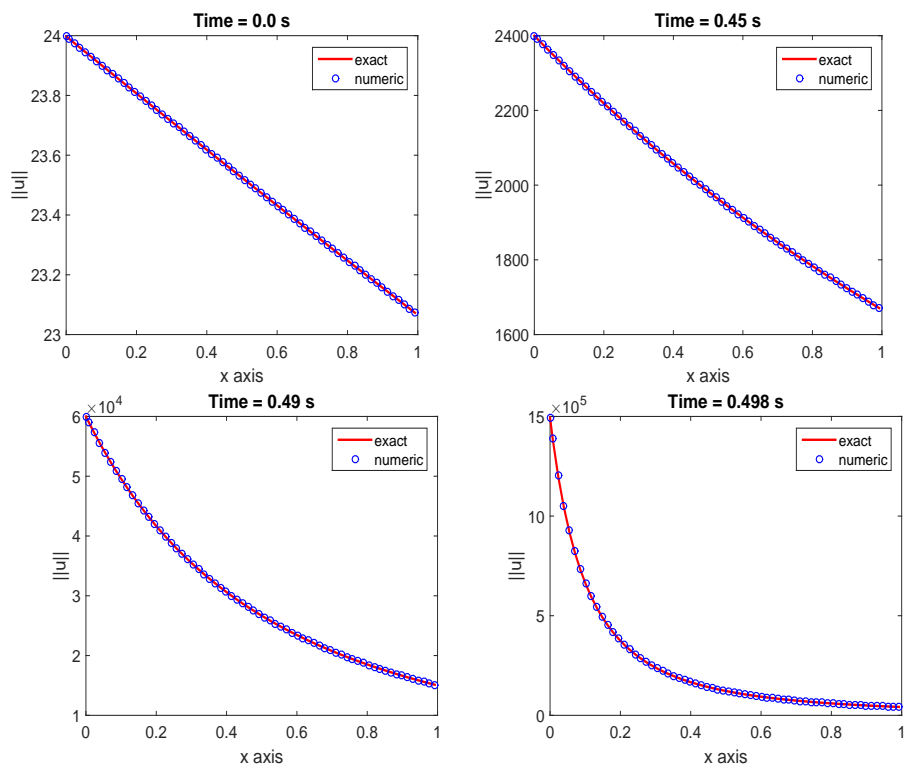 Time = 0.0 s
24
23.8
23.6
23.4
23.2
23
||u||
0 0.2 0.4 0.6 0.8 1
x axis
exact
numeric
Time = 0.45 s
2400
2200
2000
1800
1600
||u||
0 0.2 0.4 0.6 0.8 1
x axis
exact
numeric
Time = 0.49 s
×10⁴
6
5
4
3
2
1
||u||
0 0.2 0.4 0.6 0.8 1
x axis
exact
numeric
Time = 0.498 s
×10⁵
15
10
5
0
||u||
0 0.2 0.4 0.6 0.8 1
x axis
exact
numeric